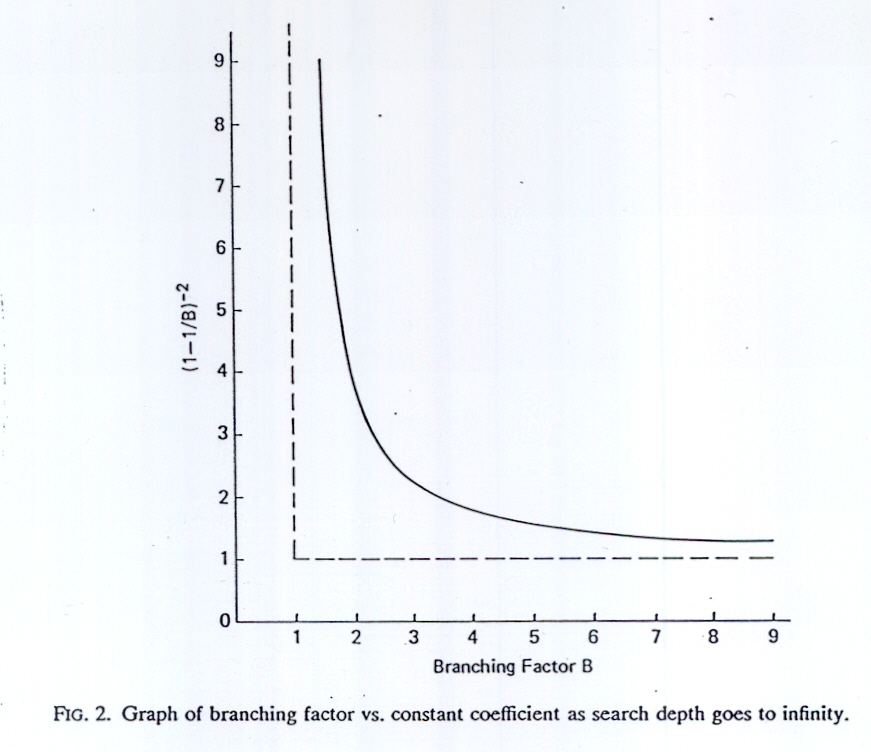 9
8
7
6
5
4
3
2
1
0
(1−1/B)⁻²
1 2 3 4 5 6 7 8 9
Branching Factor B
FIG. 2. Graph of branching factor vs. constant coefficient as search depth goes to infinity.